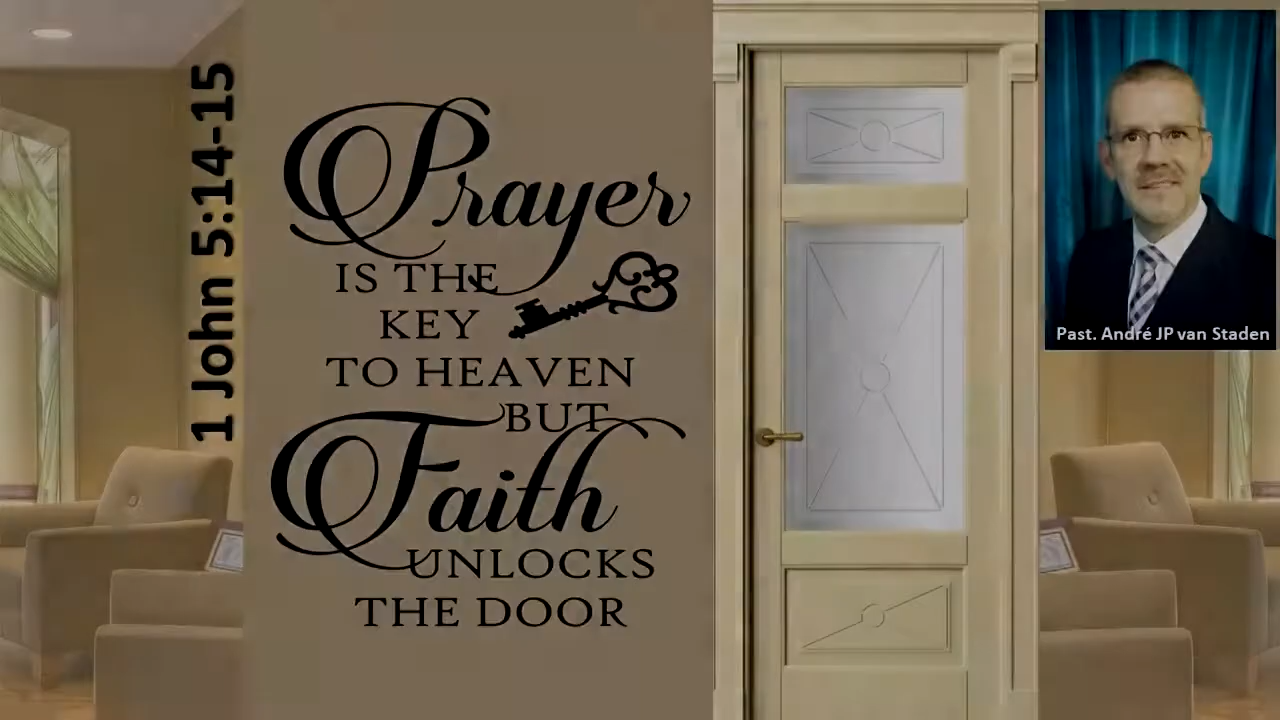 1 John 5:14-15
Prayer
IS THE
KEY
TO HEAVEN
BUT
Faith
UNLOCKS
THE DOOR
Past. André JP van Staden